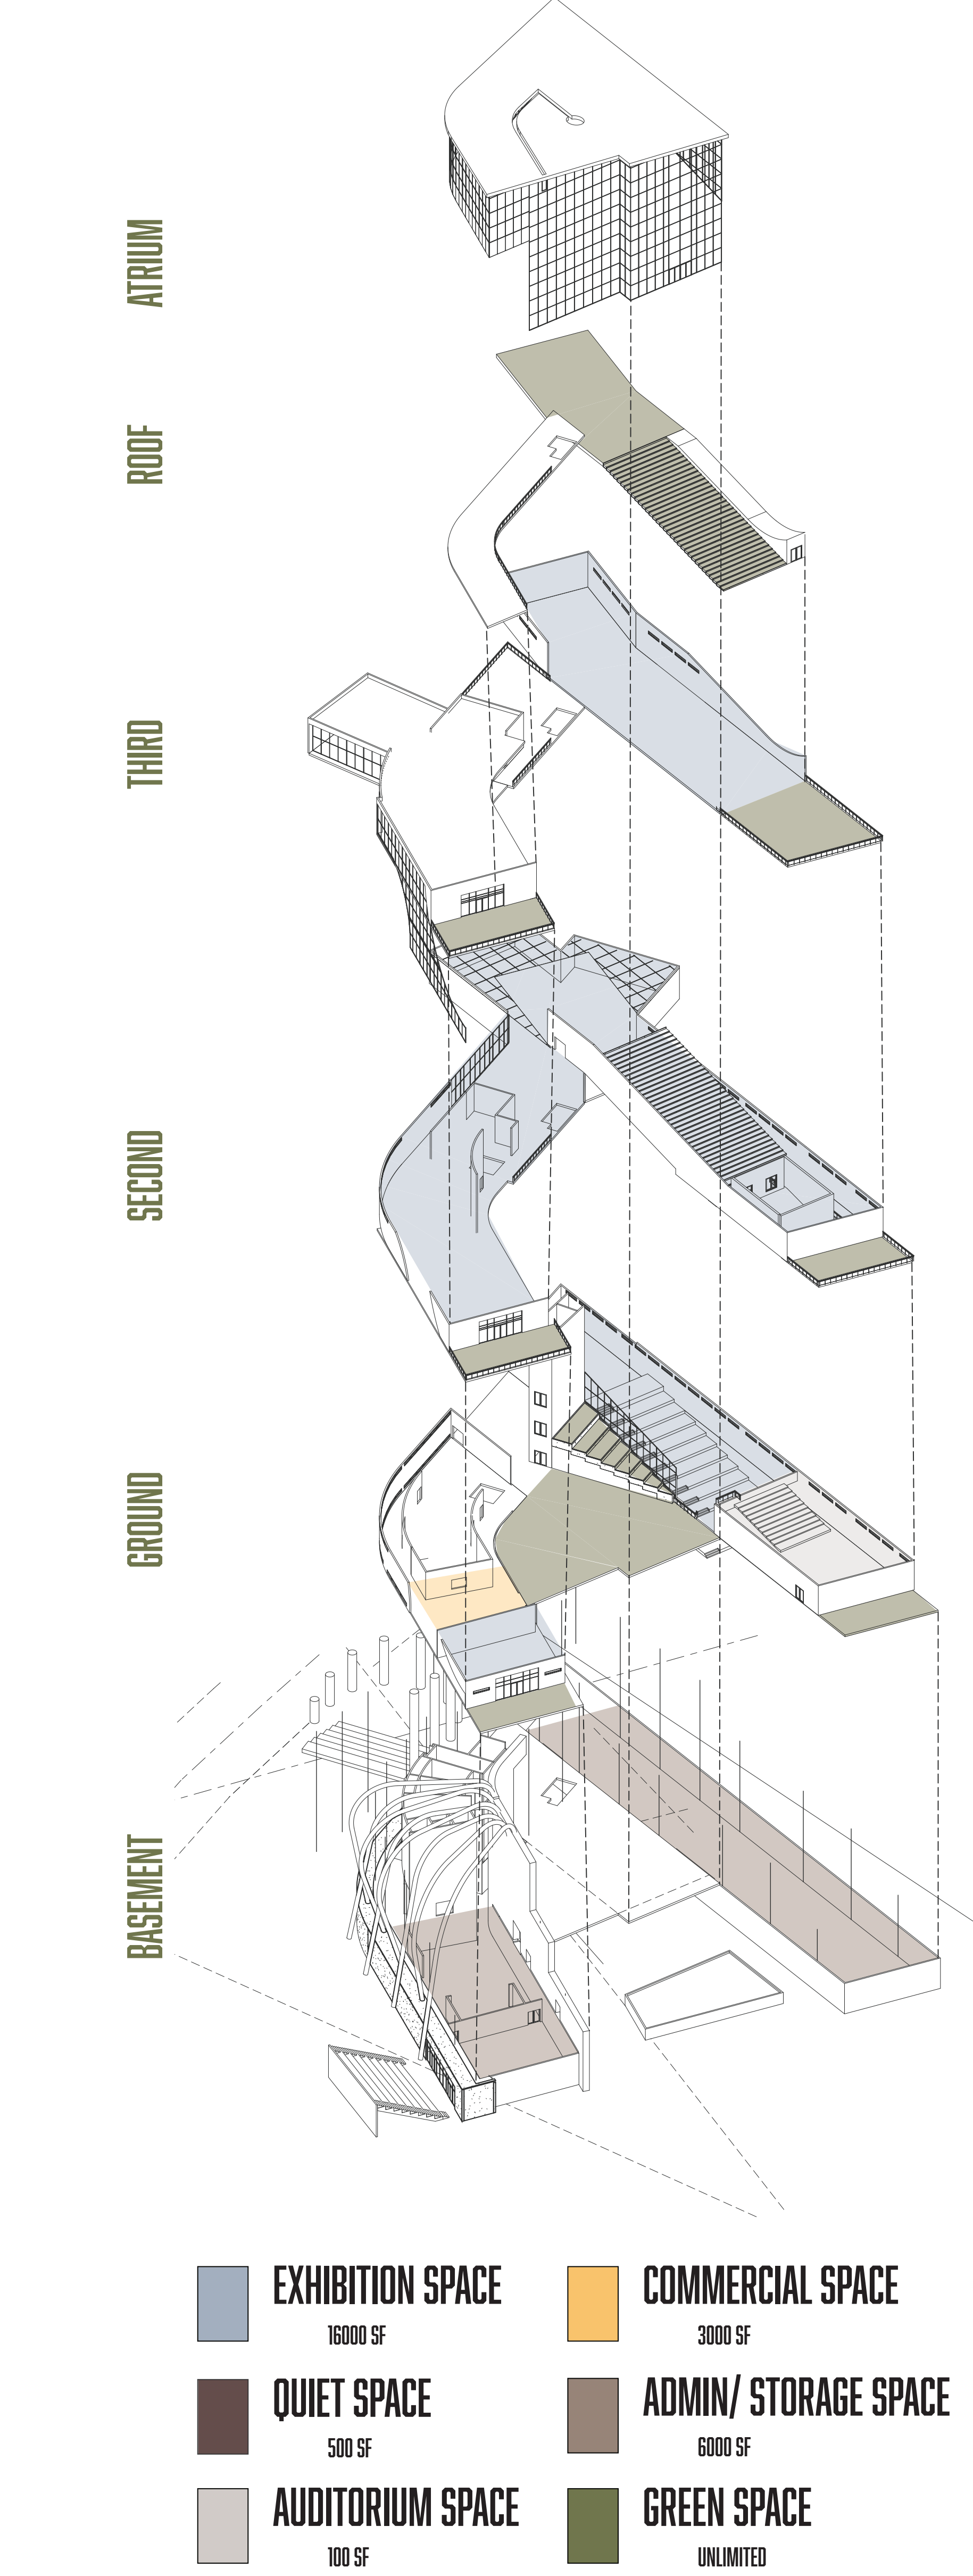 ATRIUM
ROOF
THIRD
SECOND
GROUND
BASEMENT
EXHIBITION SPACE
16000 SF
COMMERCIAL SPACE
3000 SF
QUIET SPACE
500 SF
ADMIN/ STORAGE SPACE
6000 SF
AUDITORIUM SPACE
100 SF
GREEN SPACE
UNLIMITED